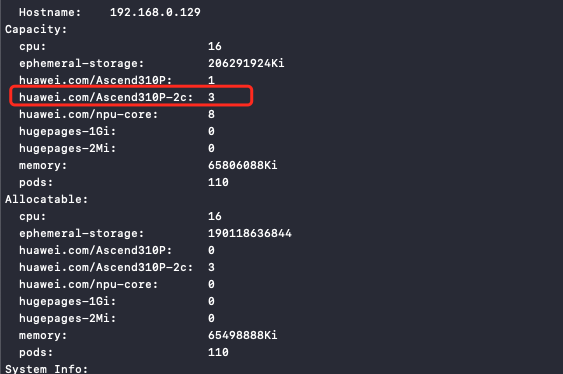 Hostname: 192.168.0.129
Capacity:
cpu: 16
ephemeral-storage: 206291924Ki
huawei.com/Ascend310P: 1
huawei.com/Ascend310P-2c: 3
huawei.com/npu-core: 8
hugepages-1Gi: 0
hugepages-2Mi: 0
memory: 65806088Ki
pods: 110
Allocatable:
cpu: 16
ephemeral-storage: 190118636844
huawei.com/Ascend310P: 0
huawei.com/Ascend310P-2c: 3
huawei.com/npu-core: 0
hugepages-1Gi: 0
hugepages-2Mi: 0
memory: 65498888Ki
pods: 110
System Info: